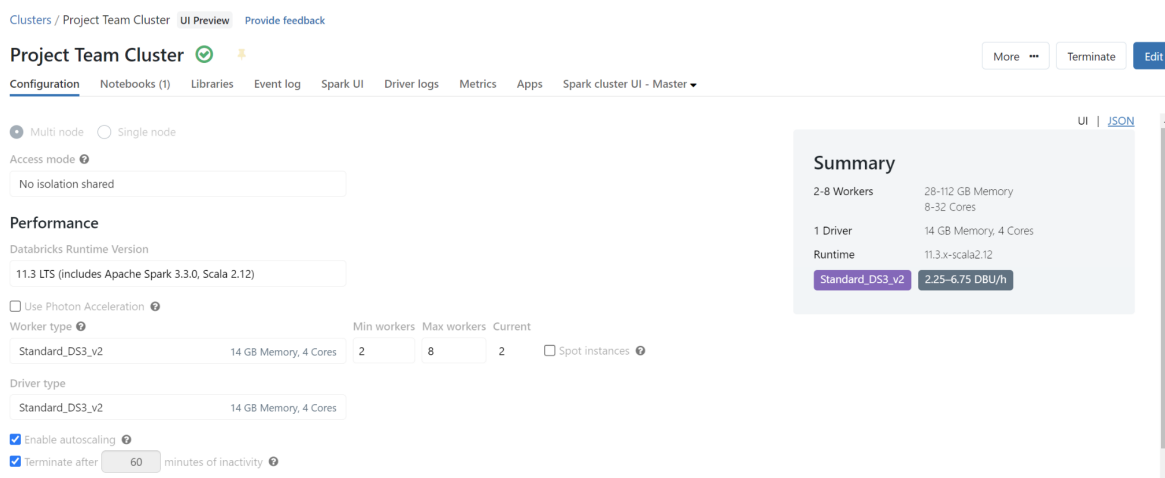 Clusters / Project Team Cluster UI Preview Provide feedback
Project Team Cluster
More ••• Terminate Edit
Configuration Notebooks (1) Libraries Event log Spark UI Driver logs Metrics Apps Spark cluster UI - Master
UI | JSON
Multi node Single node
Access mode
No isolation shared
Performance
Databricks Runtime Version
11.3 LTS (includes Apache Spark 3.3.0, Scala 2.12)
Use Photon Acceleration
Worker type Min workers Max workers Current
Standard_DS3_v2 14 GB Memory, 4 Cores 2 8 2 Spot instances
Driver type
Standard_DS3_v2 14 GB Memory, 4 Cores
Enable autoscaling
Terminate after 60 minutes of inactivity
Summary
2-8 Workers 28-112 GB Memory
8-32 Cores
1 Driver 14 GB Memory, 4 Cores
Runtime 11.3.x-scala2.12
Standard_DS3_v2 2.25–6.75 DBU/h